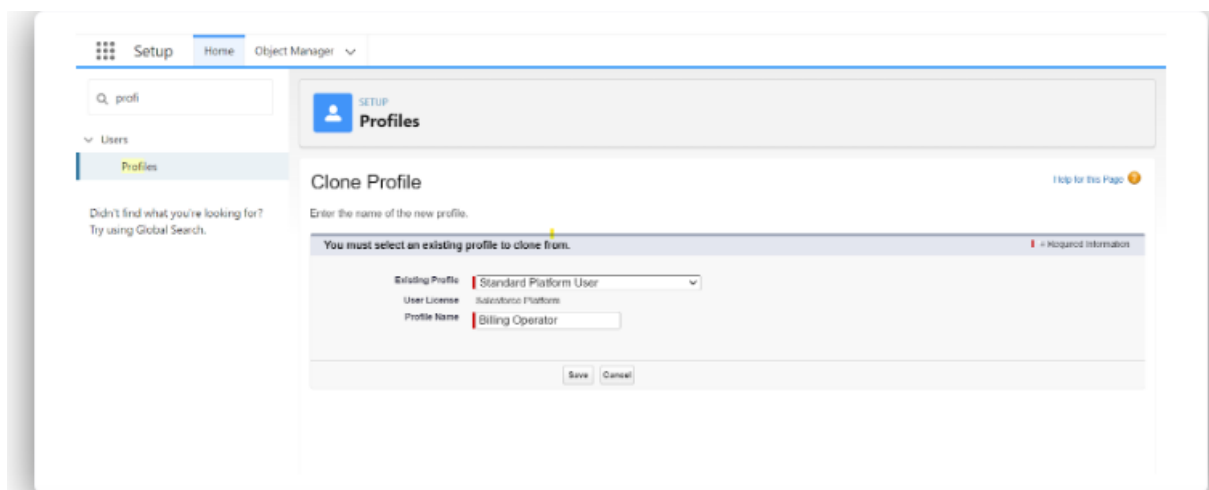 Setup Home Object Manager
profi
Users
Profiles
Didn't find what you're looking for?
Try using Global Search.
SETUP
Profiles
Clone Profile
Help for this Page
Enter the name of the new profile.
You must select an existing profile to clone from.
= Required Information
Existing Profile Standard Platform User
User License Salesforce Platform
Profile Name Billing Operator
Save Cancel